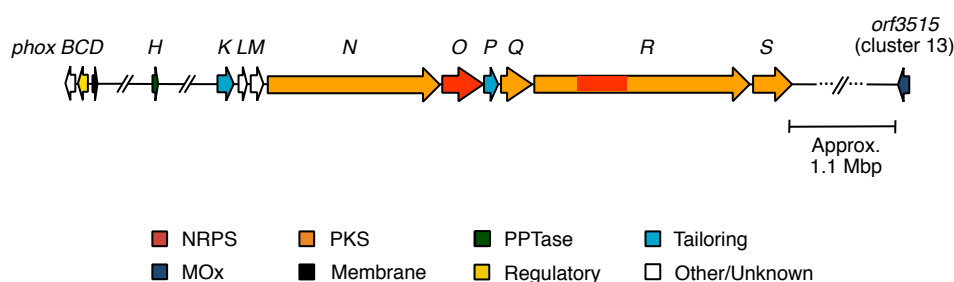 orf3515
phox BCD H K LM N O P Q R S (cluster 13)
Approx.
1.1 Mbp
NRPS PKS PPTase Tailoring
MOx Membrane Regulatory Other/Unknown